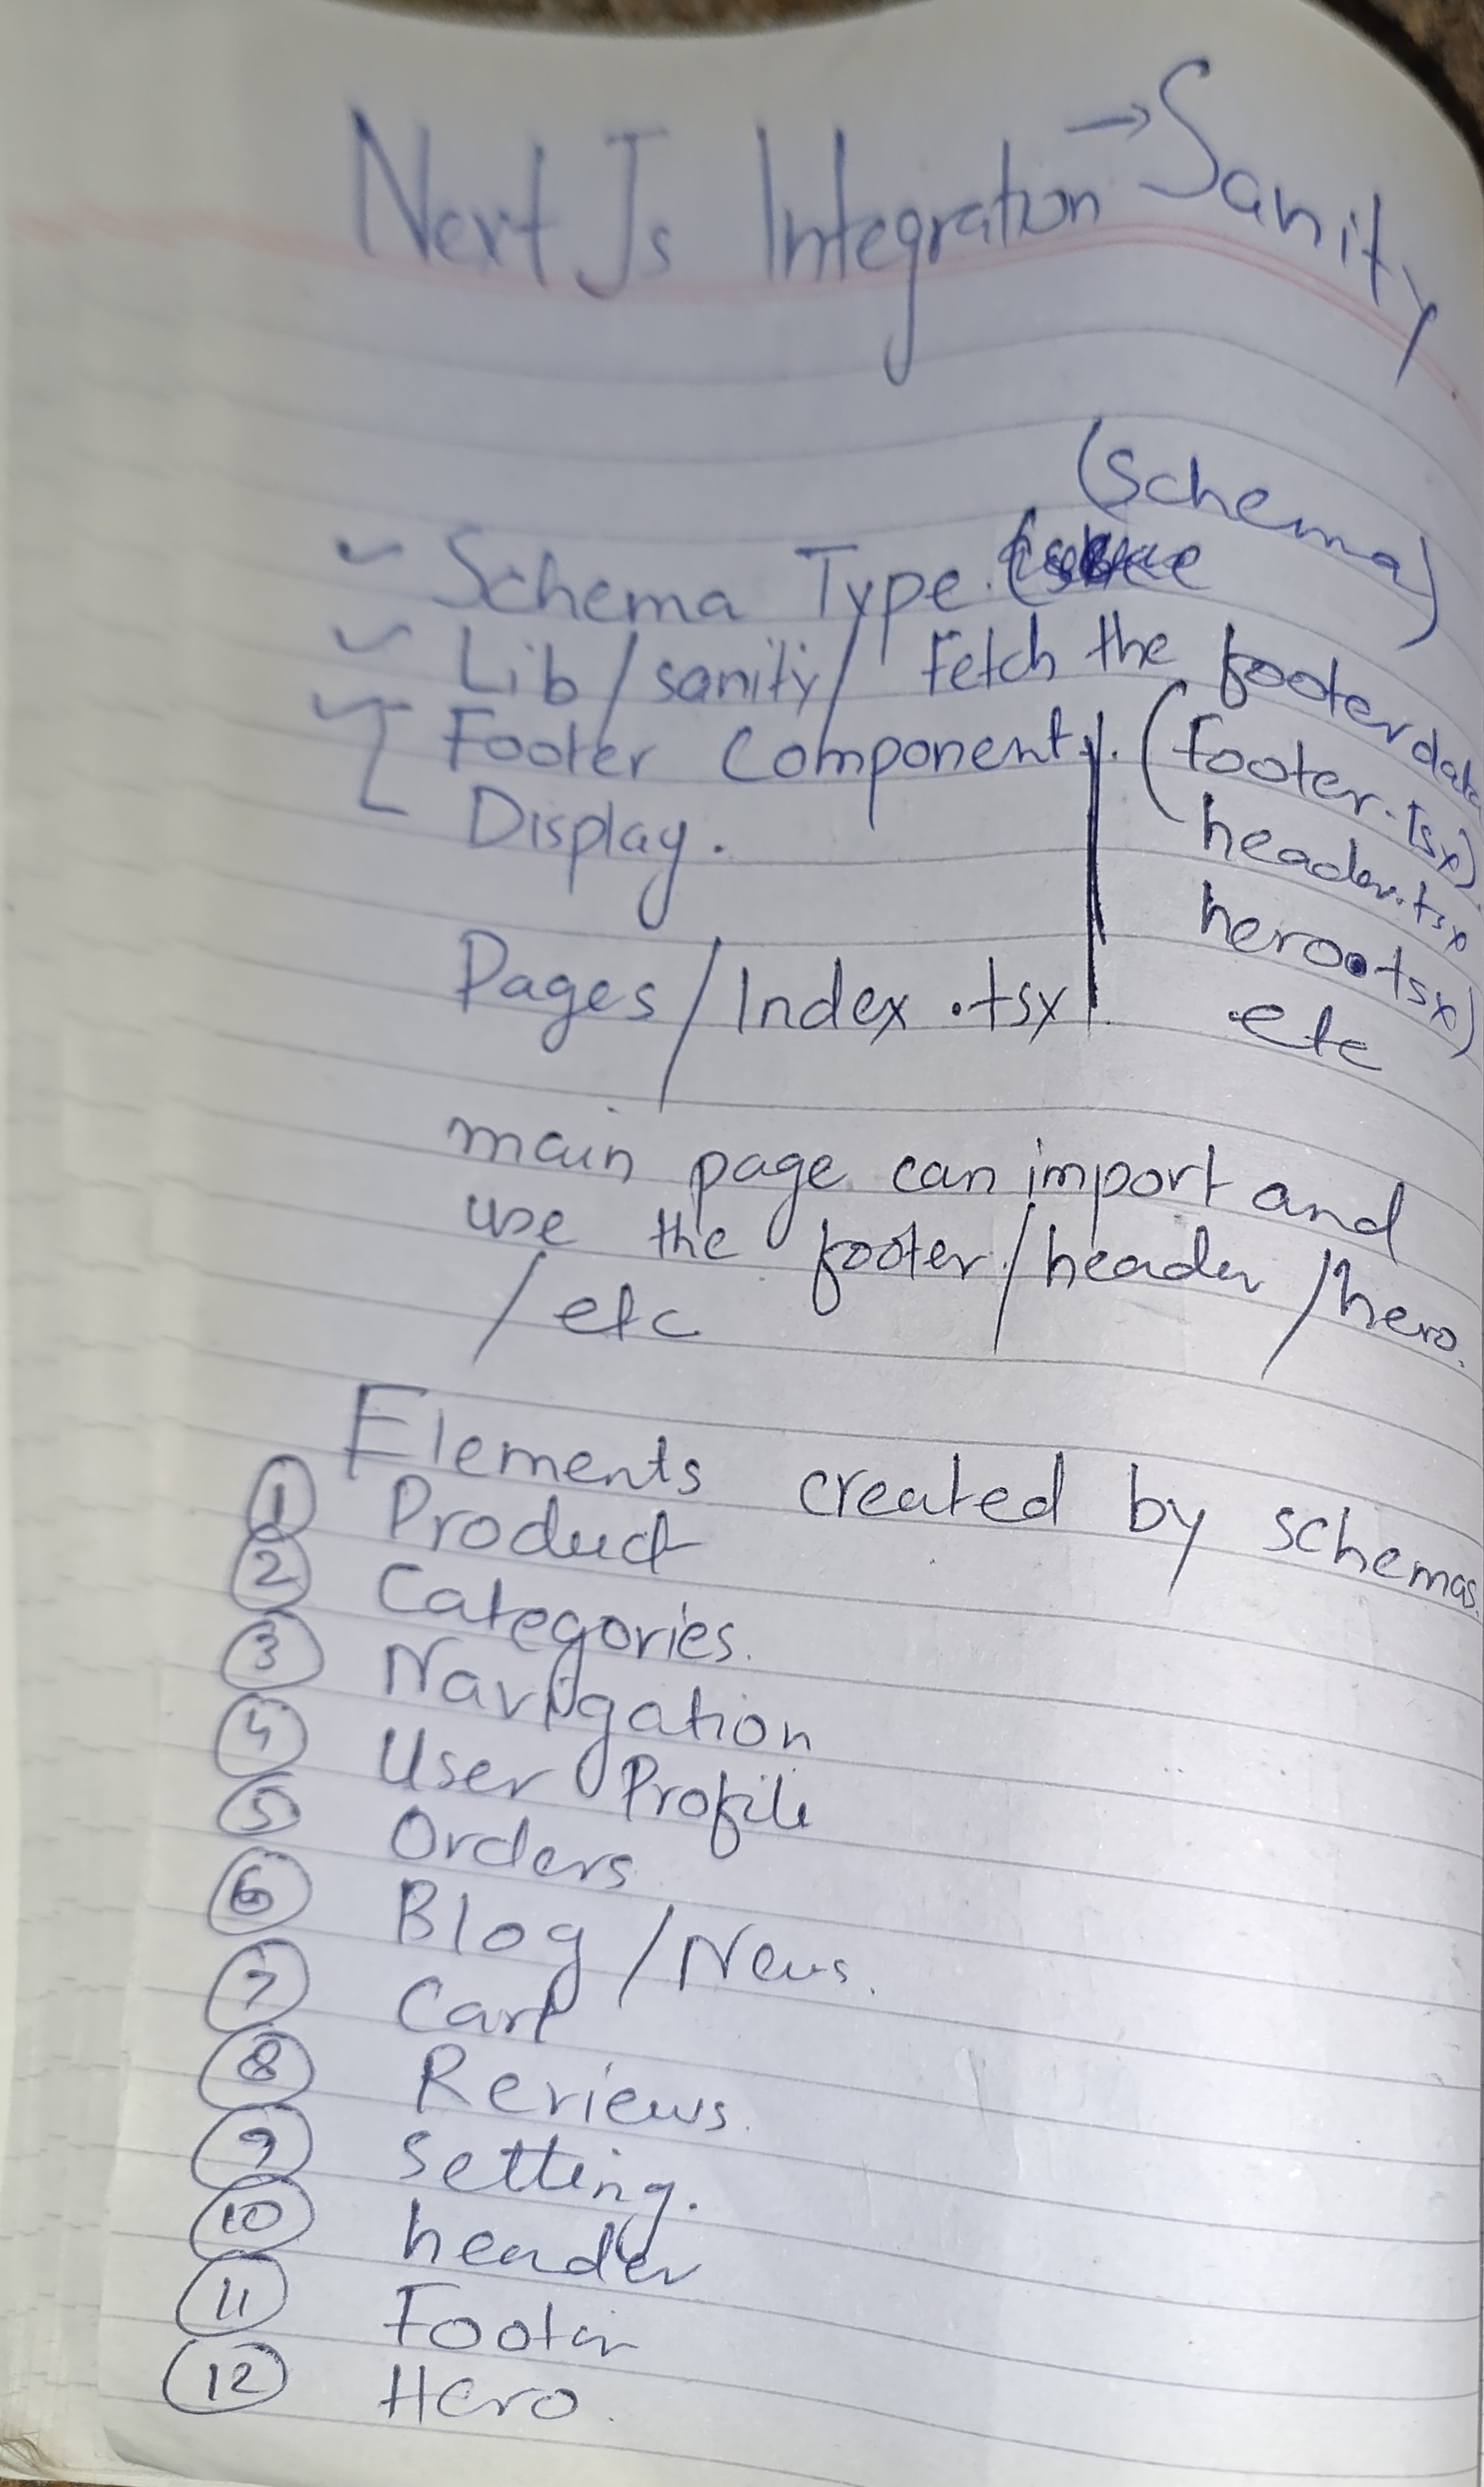 Next Js Integration → Sanity
(Schema)
Schema Type.
Lib/sanity/ Fetch the footer data
Footer Component. (footer.tsx)
header.tsx
Display.
hero.tsx)
Pages/Index.tsx
etc
main page can import and
use the footer/header/hero.
/etc
Elements created by schemas.
① Product
② Categories.
③ Navigation
④ User Profile
⑤ Orders
⑥ Blog/News.
⑦ Cart
⑧ Reviews.
⑨ Setting.
⑩ header
⑪ Footer
⑫ Hero.